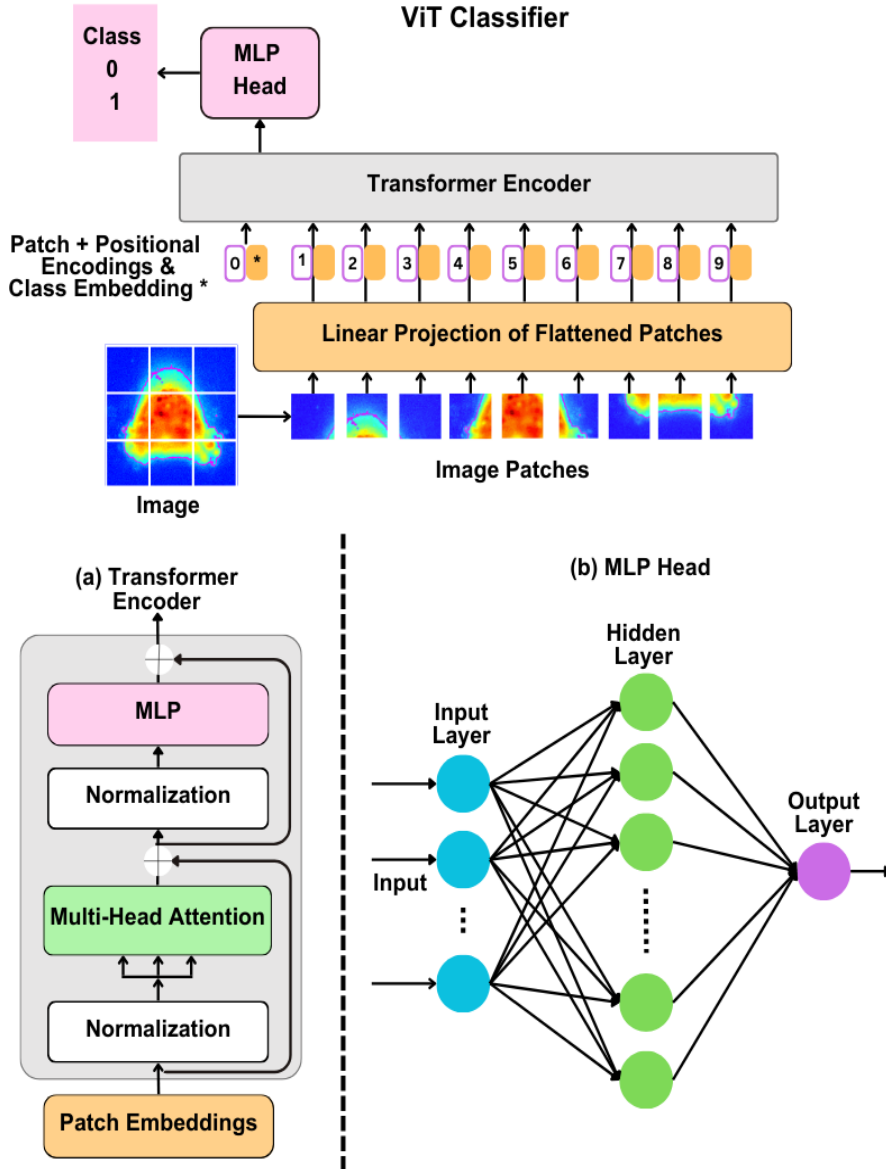 ViT Classifier
Class
0
1
MLP
Head
Transformer Encoder
Patch + Positional
Encodings &
Class Embedding *
0 * 1 2 3 4 5 6 7 8 9
Linear Projection of Flattened Patches
Image
Image Patches
(a) Transformer
Encoder
MLP
Normalization
Multi-Head Attention
Normalization
Patch Embeddings
(b) MLP Head
Hidden
Layer
Input
Layer
Output
Layer
Input